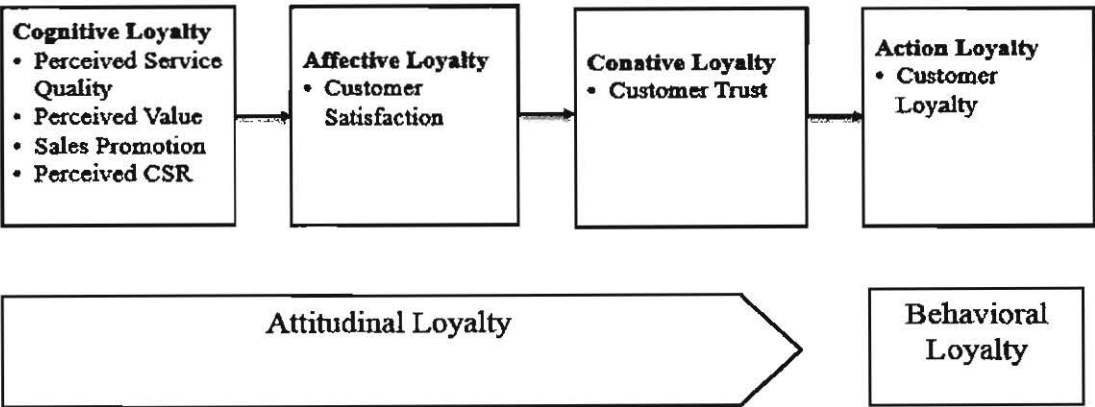 Cognitive Loyalty
• Perceived Service
Quality
• Perceived Value
• Sales Promotion
• Perceived CSR
Affective Loyalty
• Customer
Satisfaction
Conative Loyalty
• Customer Trust
Action Loyalty
• Customer
Loyalty
Attitudinal Loyalty
Behavioral
Loyalty